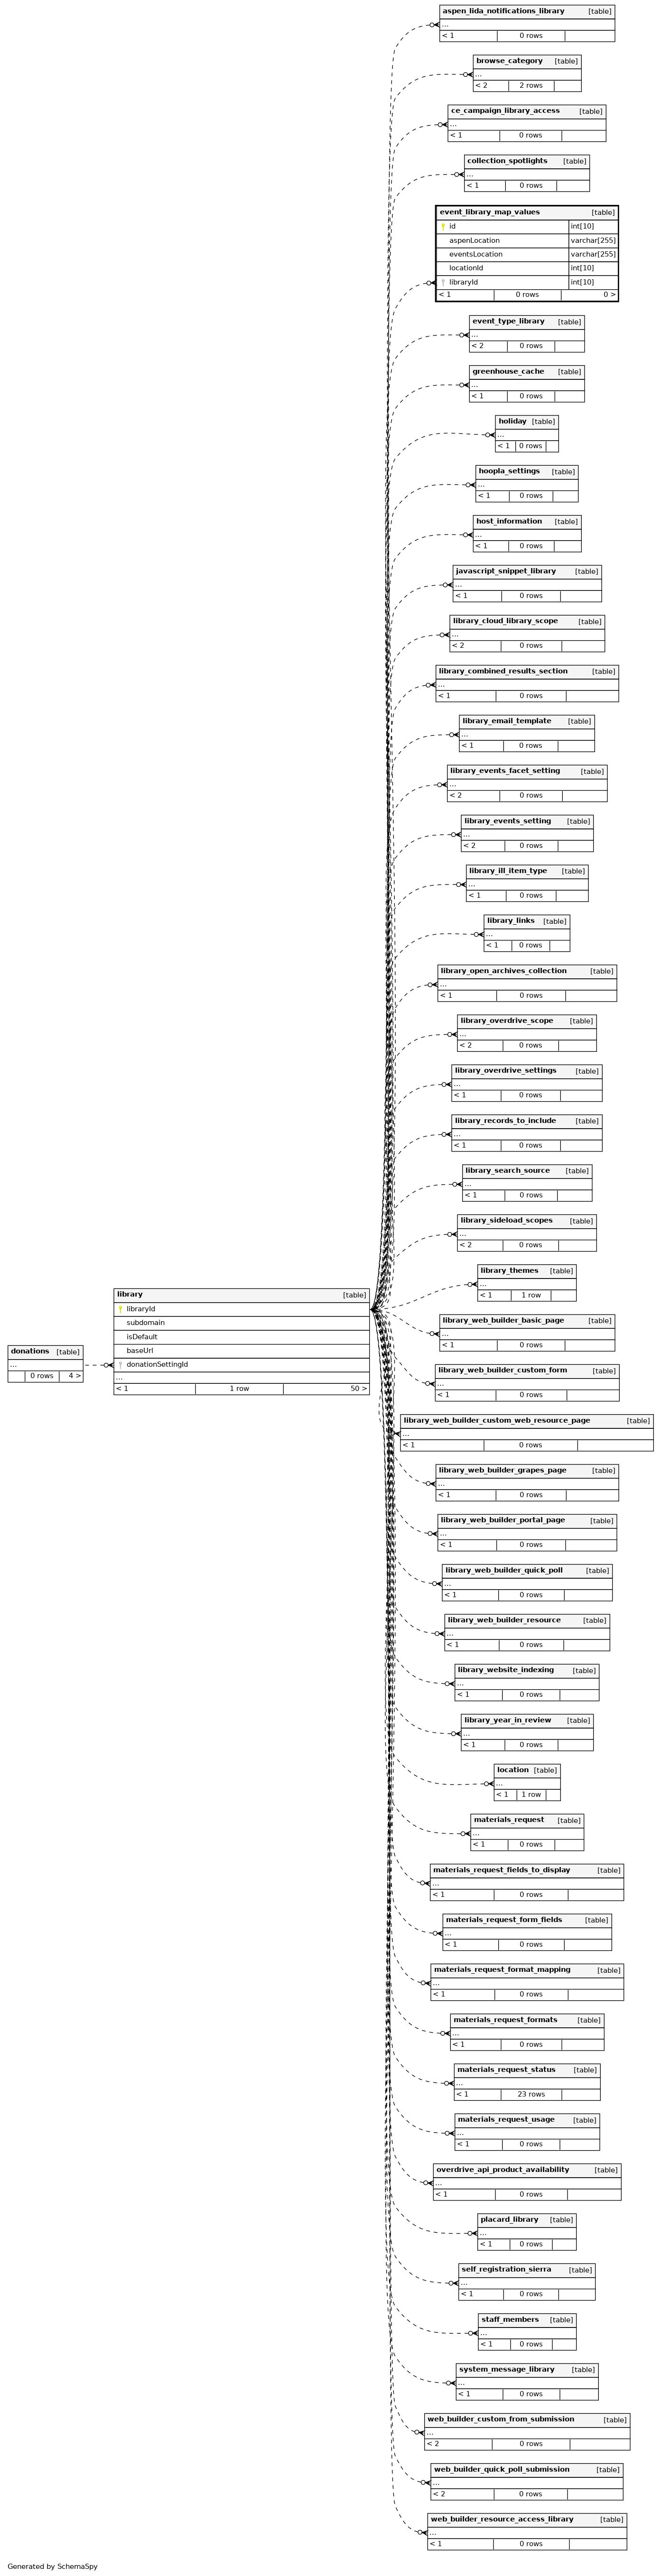 aspen_lida_notifications_library [table]
...
< 1 0 rows
browse_category [table]
...
< 2 2 rows
ce_campaign_library_access [table]
...
< 1 0 rows
collection_spotlights [table]
...
< 1 0 rows
event_library_map_values [table]
id int[10]
aspenLocation varchar[255]
eventsLocation varchar[255]
locationId int[10]
libraryId int[10]
< 1 0 rows 0 >
event_type_library [table]
...
< 2 0 rows
greenhouse_cache [table]
...
< 1 0 rows
holiday [table]
...
< 1 0 rows
hoopla_settings [table]
...
< 1 0 rows
host_information [table]
...
< 1 0 rows
javascript_snippet_library [table]
...
< 1 0 rows
library_cloud_library_scope [table]
...
< 2 0 rows
library_combined_results_section [table]
...
< 1 0 rows
library_email_template [table]
...
< 1 0 rows
library_events_facet_setting [table]
...
< 2 0 rows
library_events_setting [table]
...
< 2 0 rows
library_ill_item_type [table]
...
< 1 0 rows
library_links [table]
...
< 1 0 rows
library_open_archives_collection [table]
...
< 1 0 rows
library_overdrive_scope [table]
...
< 2 0 rows
library_overdrive_settings [table]
...
< 1 0 rows
library_records_to_include [table]
...
< 1 0 rows
library_search_source [table]
...
< 1 0 rows
library_sideload_scopes [table]
...
< 2 0 rows
library_themes [table]
...
< 1 1 row
library [table]
libraryId
subdomain
isDefault
baseUrl
donationSettingId
...
< 1 1 row 50 >
donations [table]
...
0 rows 4 >
library_web_builder_basic_page [table]
...
< 1 0 rows
library_web_builder_custom_form [table]
...
< 1 0 rows
library_web_builder_custom_web_resource_page [table]
...
< 1 0 rows
library_web_builder_grapes_page [table]
...
< 1 0 rows
library_web_builder_portal_page [table]
...
< 1 0 rows
library_web_builder_quick_poll [table]
...
< 1 0 rows
library_web_builder_resource [table]
...
< 1 0 rows
library_website_indexing [table]
...
< 1 0 rows
library_year_in_review [table]
...
< 1 0 rows
location [table]
...
< 1 1 row
materials_request [table]
...
< 1 0 rows
materials_request_fields_to_display [table]
...
< 1 0 rows
materials_request_form_fields [table]
...
< 1 0 rows
materials_request_format_mapping [table]
...
< 1 0 rows
materials_request_formats [table]
...
< 1 0 rows
materials_request_status [table]
...
< 1 23 rows
materials_request_usage [table]
...
< 1 0 rows
overdrive_api_product_availability [table]
...
< 1 0 rows
placard_library [table]
...
< 1 0 rows
self_registration_sierra [table]
...
< 1 0 rows
staff_members [table]
...
< 1 0 rows
system_message_library [table]
...
< 1 0 rows
web_builder_custom_from_submission [table]
...
< 2 0 rows
web_builder_quick_poll_submission [table]
...
< 2 0 rows
web_builder_resource_access_library [table]
...
< 1 0 rows
Generated by SchemaSpy